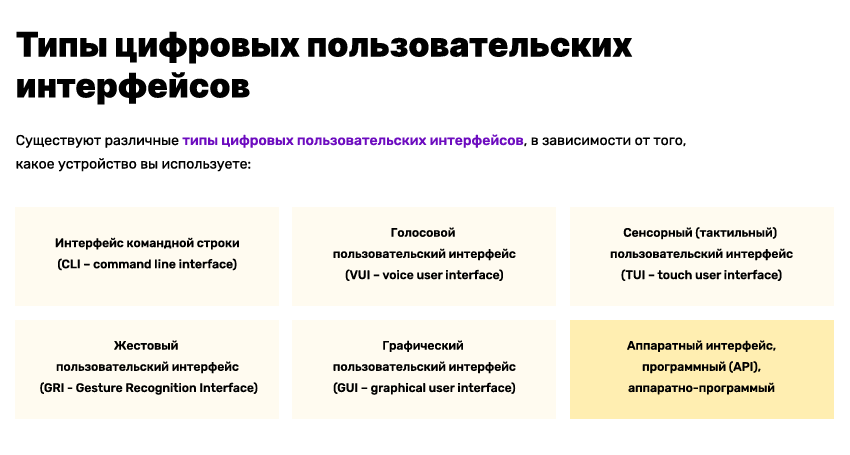 Типы цифровых пользовательских
интерфейсов
Существуют различные типы цифровых пользовательских интерфейсов, в зависимости от того,
какое устройство вы используете:
Интерфейс командной строки
(CLI – command line interface)
Голосовой
пользовательский интерфейс
(VUI – voice user interface)
Сенсорный (тактильный)
пользовательский интерфейс
(TUI – touch user interface)
Жестовый
пользовательский интерфейс
(GRI - Gesture Recognition Interface)
Графический
пользовательский интерфейс
(GUI – graphical user interface)
Аппаратный интерфейс,
программный (API),
аппаратно-программый